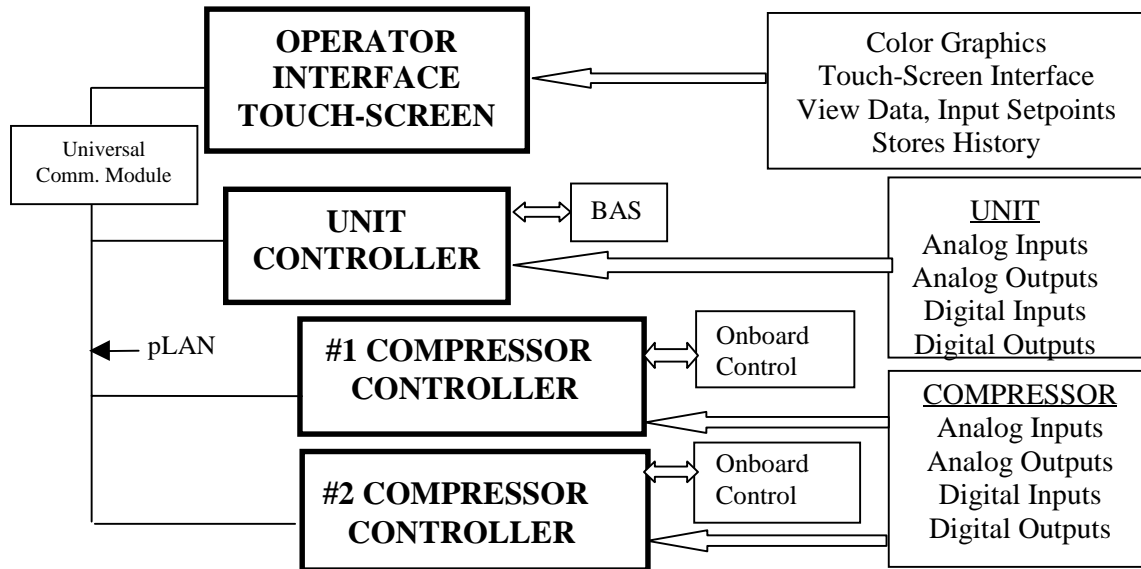 OPERATOR
INTERFACE
TOUCH-SCREEN
Color Graphics
Touch-Screen Interface
View Data, Input Setpoints
Stores History
Universal
Comm. Module
UNIT
CONTROLLER
BAS
UNIT
Analog Inputs
Analog Outputs
Digital Inputs
Digital Outputs
pLAN
#1 COMPRESSOR
CONTROLLER
Onboard
Control
COMPRESSOR
Analog Inputs
Analog Outputs
Digital Inputs
Digital Outputs
#2 COMPRESSOR
CONTROLLER
Onboard
Control